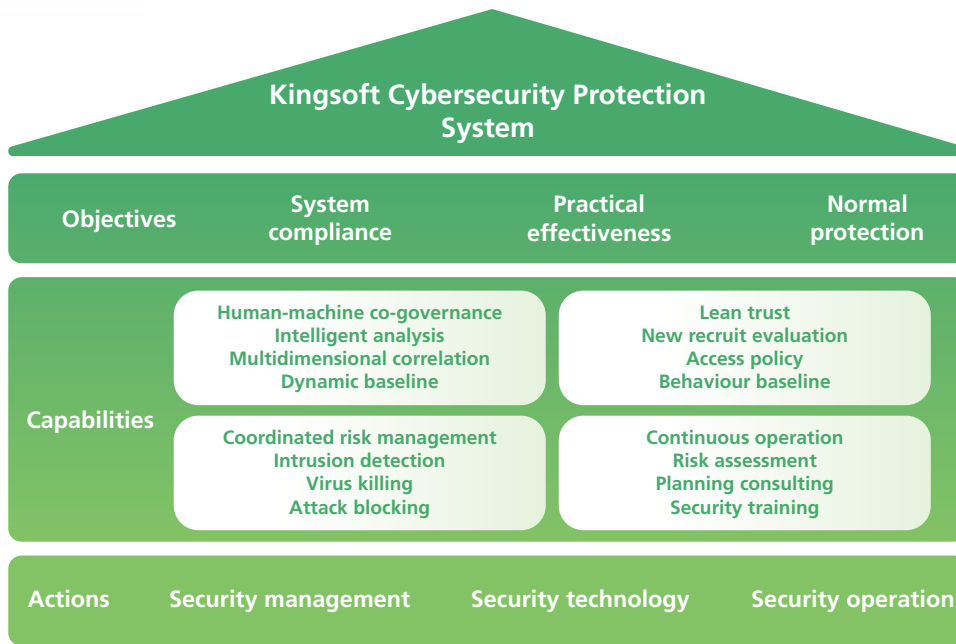 Kingsoft Cybersecurity Protection
System
Objectives
System
compliance
Practical
effectiveness
Normal
protection
Capabilities
Human-machine co-governance
Intelligent analysis
Multidimensional correlation
Dynamic baseline
Lean trust
New recruit evaluation
Access policy
Behaviour baseline
Coordinated risk management
Intrusion detection
Virus killing
Attack blocking
Continuous operation
Risk assessment
Planning consulting
Security training
Actions
Security management
Security technology
Security operation